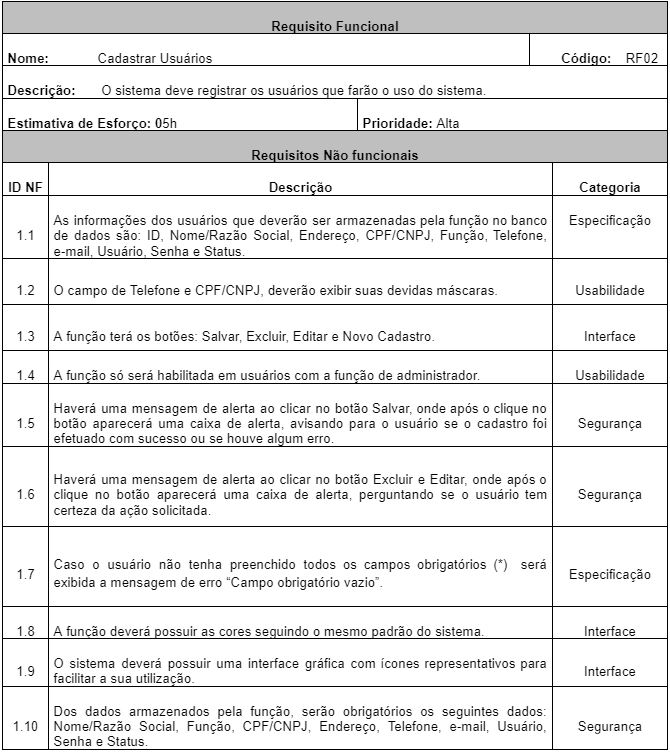 Requisito Funcional
Nome: Cadastrar Usuários Código: RF02
Descrição: O sistema deve registrar os usuários que farão o uso do sistema.
Estimativa de Esforço: 05h Prioridade: Alta
Requisitos Não funcionais
ID NF Descrição Categoria
As informações dos usuários que deverão ser armazenadas pela função no banco Especificação
1.1 de dados são: ID, Nome/Razão Social, Endereço, CPF/CNPJ, Função, Telefone,
e-mail, Usuário, Senha e Status.
1.2 O campo de Telefone e CPF/CNPJ, deverão exibir suas devidas máscaras. Usabilidade
1.3 A função terá os botões: Salvar, Excluir, Editar e Novo Cadastro. Interface
1.4 A função só será habilitada em usuários com a função de administrador. Usabilidade
Haverá uma mensagem de alerta ao clicar no botão Salvar, onde após o clique no
1.5 botão aparecerá uma caixa de alerta, avisando para o usuário se o cadastro foi Segurança
efetuado com sucesso ou se houve algum erro.
Haverá uma mensagem de alerta ao clicar no botão Excluir e Editar, onde após o
1.6 clique no botão aparecerá uma caixa de alerta, perguntando se o usuário tem Segurança
certeza da ação solicitada.
Caso o usuário não tenha preenchido todos os campos obrigatórios (*) será
1.7 exibida a mensagem de erro “Campo obrigatório vazio”. Especificação
1.8 A função deverá possuir as cores seguindo o mesmo padrão do sistema. Interface
O sistema deverá possuir uma interface gráfica com ícones representativos para
1.9 facilitar a sua utilização. Interface
Dos dados armazenados pela função, serão obrigatórios os seguintes dados:
1.10 Nome/Razão Social, Função, CPF/CNPJ, Endereço, Telefone, e-mail, Usuário, Segurança
Senha e Status.